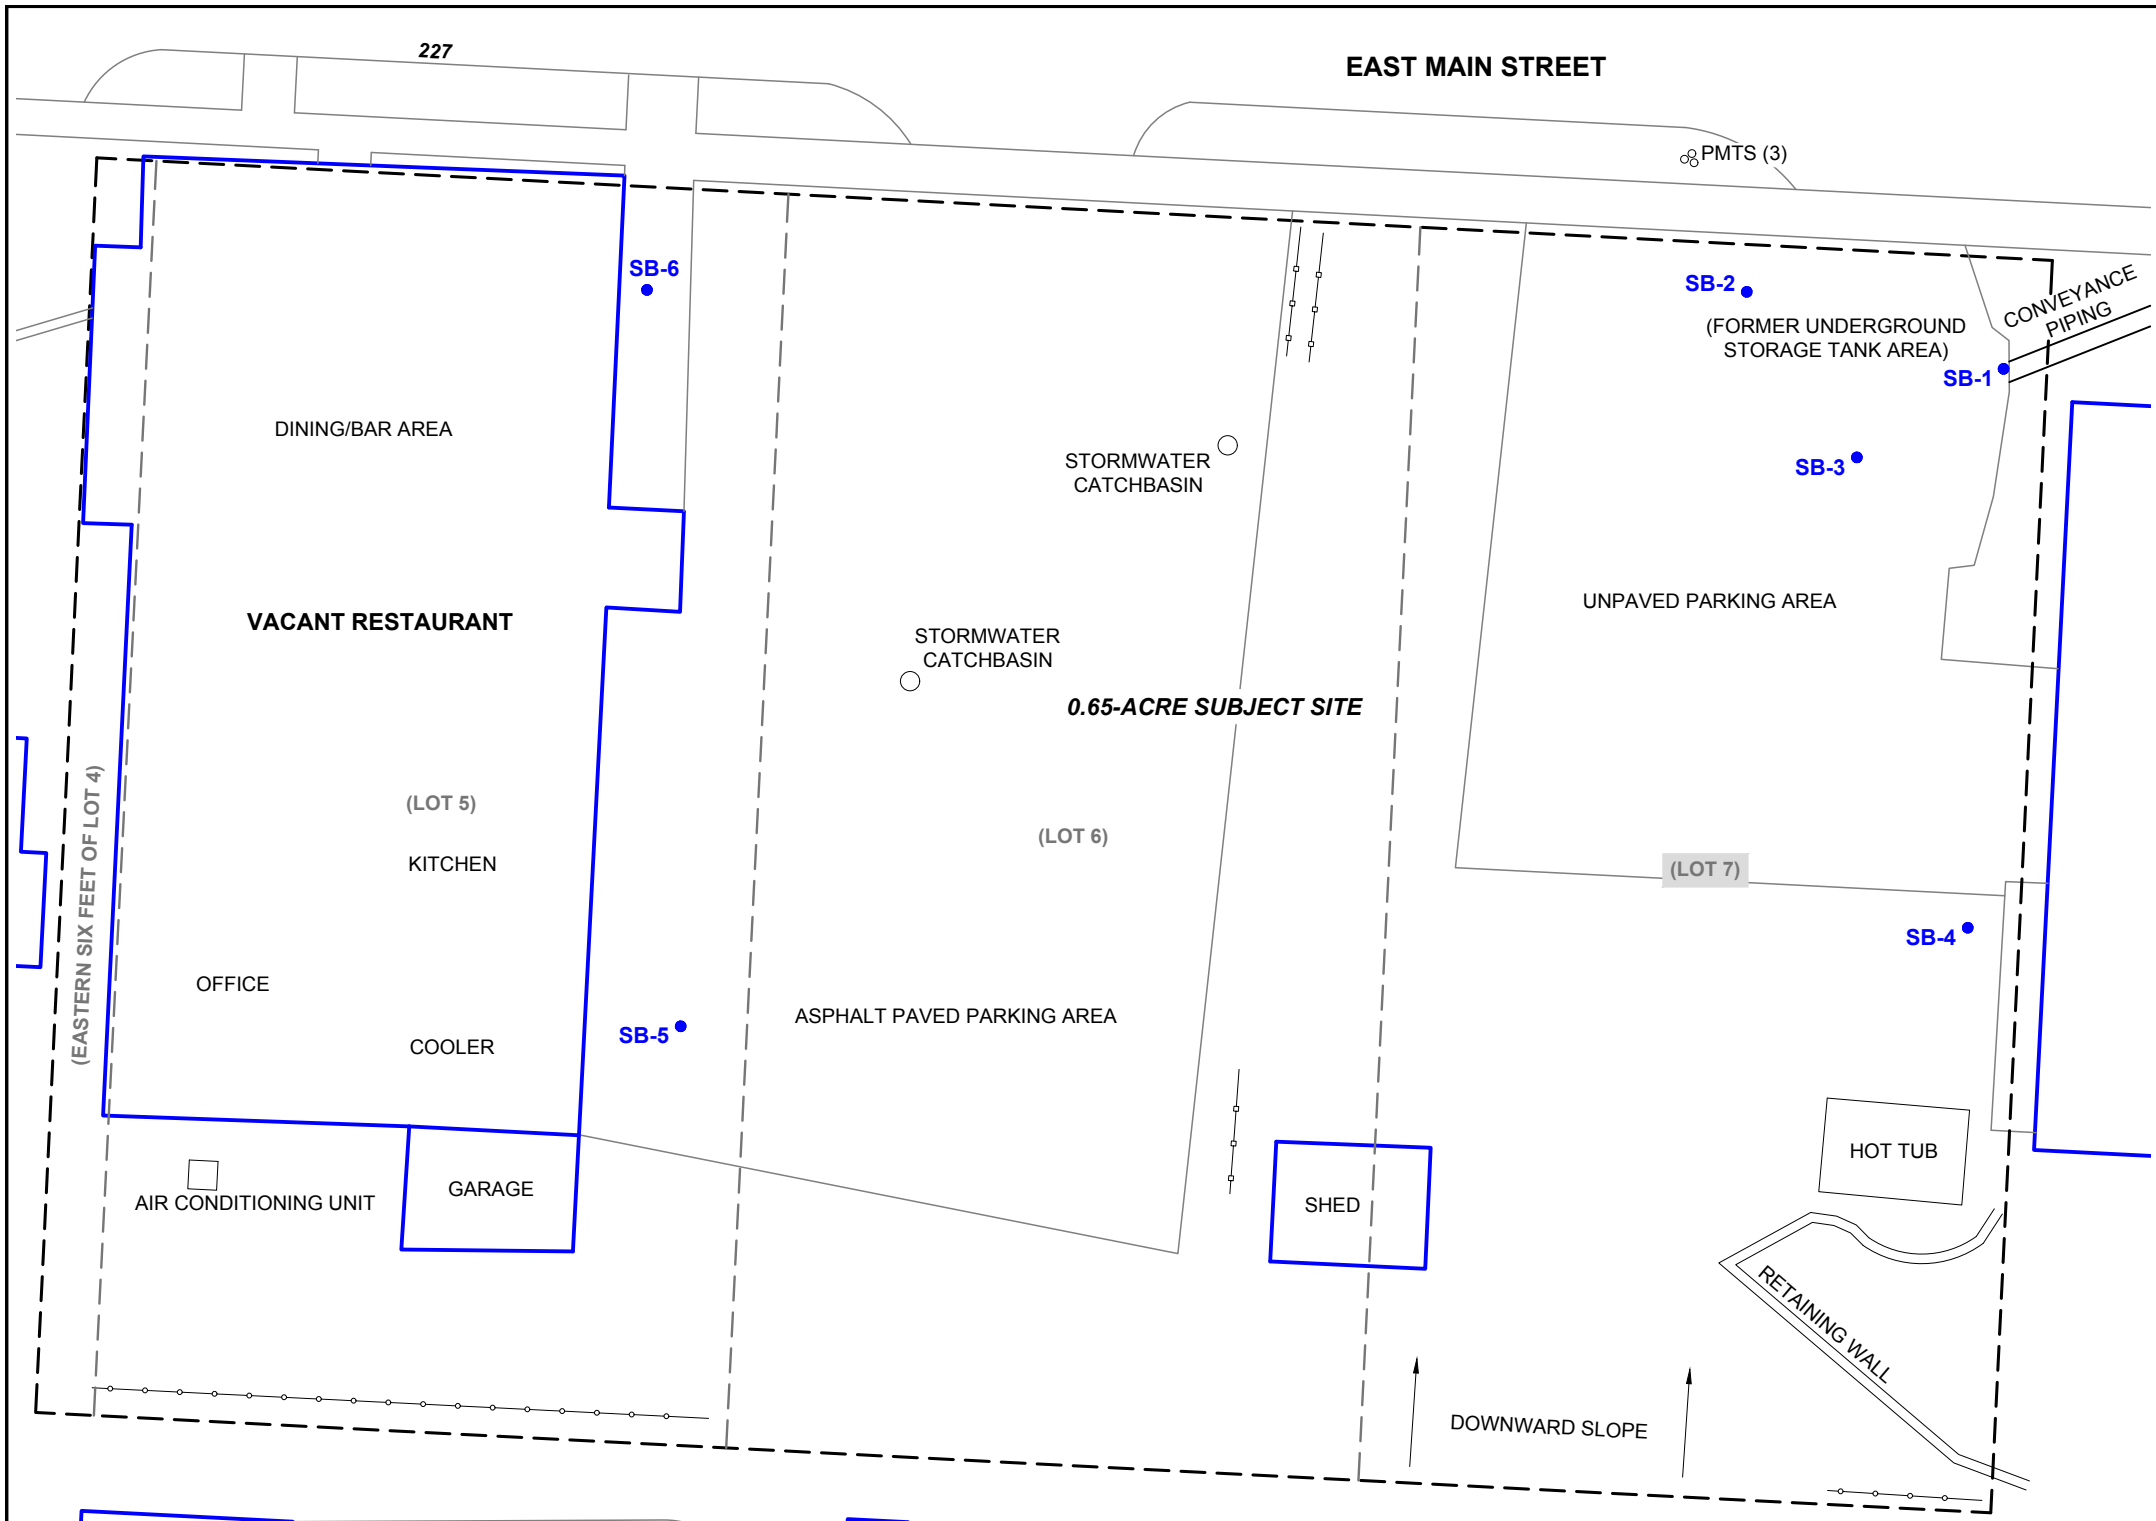 227
EAST MAIN STREET
PMTS (3)
SB-6
SB-2
CONVEYANCE
PIPING
(FORMER UNDERGROUND
STORAGE TANK AREA)
SB-1
DINING/BAR AREA
STORMWATER
CATCHBASIN
SB-3
UNPAVED PARKING AREA
VACANT RESTAURANT
STORMWATER
CATCHBASIN
0.65-ACRE SUBJECT SITE
(EASTERN SIX FEET OF LOT 4)
(LOT 5)
(LOT 6)
KITCHEN
(LOT 7)
SB-4
OFFICE
ASPHALT PAVED PARKING AREA
SB-5
COOLER
HOT TUB
GARAGE
AIR CONDITIONING UNIT
SHED
RETAINING WALL
DOWNWARD SLOPE